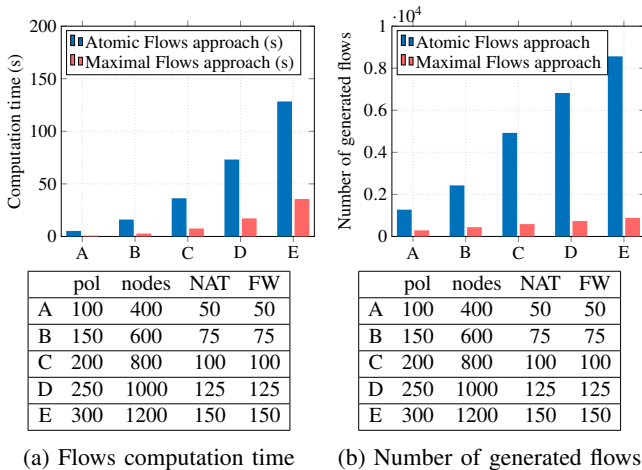 Atomic Flows approach (s)
Maximal Flows approach (s)
Computation time (s)
200
150
100
50
0
A B C D E
pol nodes NAT FW
A 100 400 50 50
B 150 600 75 75
C 200 800 100 100
D 250 1000 125 125
E 300 1200 150 150
(a) Flows computation time
·10⁴
Atomic Flows approach
Maximal Flows approach
Number of generated flows
1
0.8
0.6
0.4
0.2
0
A B C D E
pol nodes NAT FW
A 100 400 50 50
B 150 600 75 75
C 200 800 100 100
D 250 1000 125 125
E 300 1200 150 150
(b) Number of generated flows